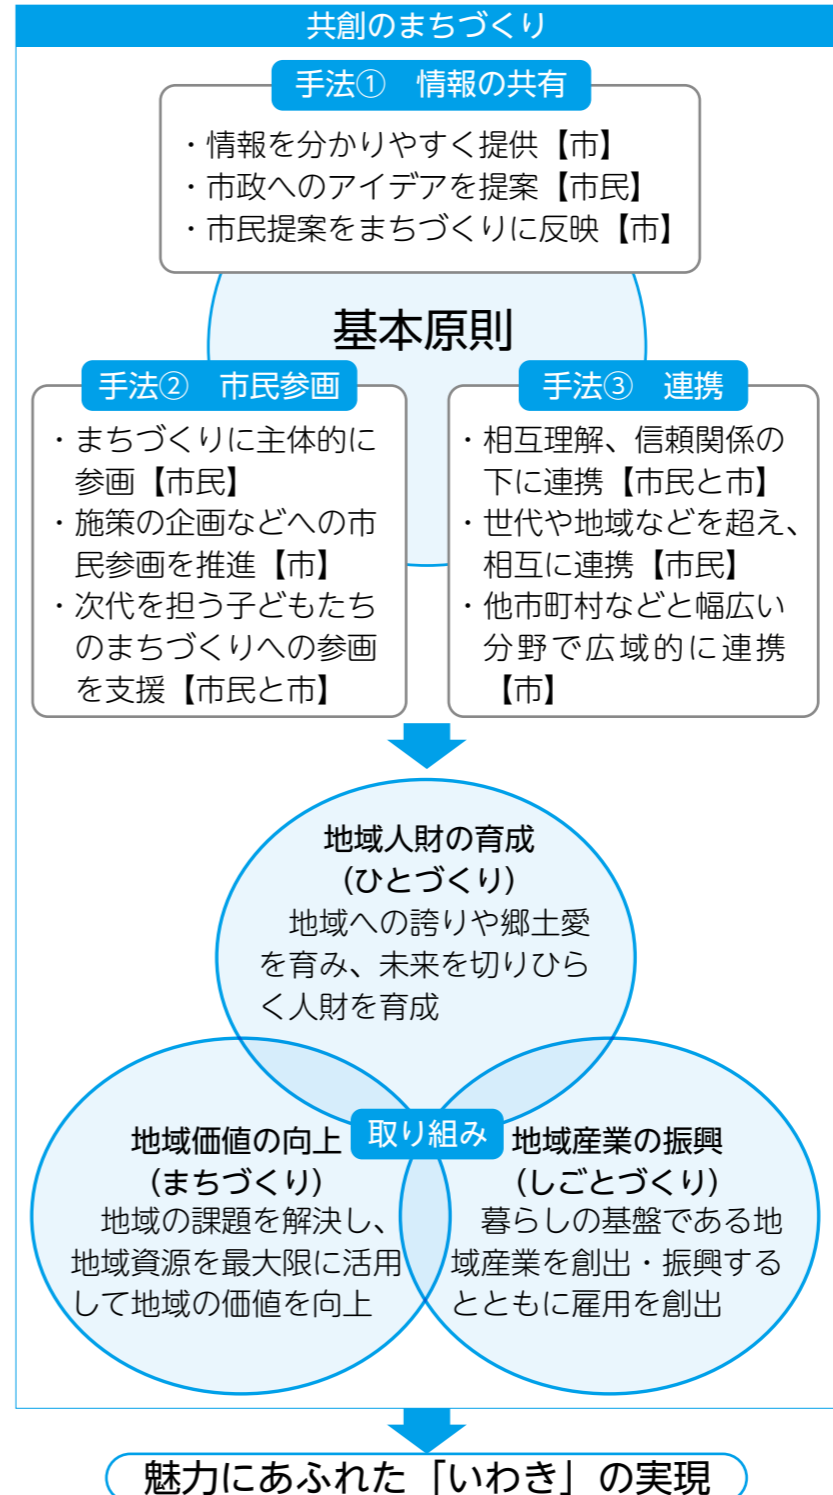 共創のまちづくり
手法①　情報の共有
・情報を分かりやすく提供【市】
・市政へのアイデアを提案【市民】
・市民提案をまちづくりに反映【市】
基本原則
手法②　市民参画
・まちづくりに主体的に
参画【市民】
・施策の企画などへの市
民参画を推進【市】
・次代を担う子どもたち
のまちづくりへの参画
を支援【市民と市】
手法③　連携
・相互理解、信頼関係の
下に連携【市民と市】
・世代や地域などを超え、
相互に連携【市民】
・他市町村などと幅広い
分野で広域的に連携
【市】
地域人財の育成
(ひとづくり)
地域への誇りや郷土愛
を育み、未来を切りひら
く人財を育成
取り組み
地域価値の向上
(まちづくり)
地域の課題を解決し、
地域資源を最大限に活用
して地域の価値を向上
地域産業の振興
(しごとづくり)
暮らしの基盤である地
域産業を創出・振興する
とともに雇用を創出
魅力にあふれた「いわき」の実現